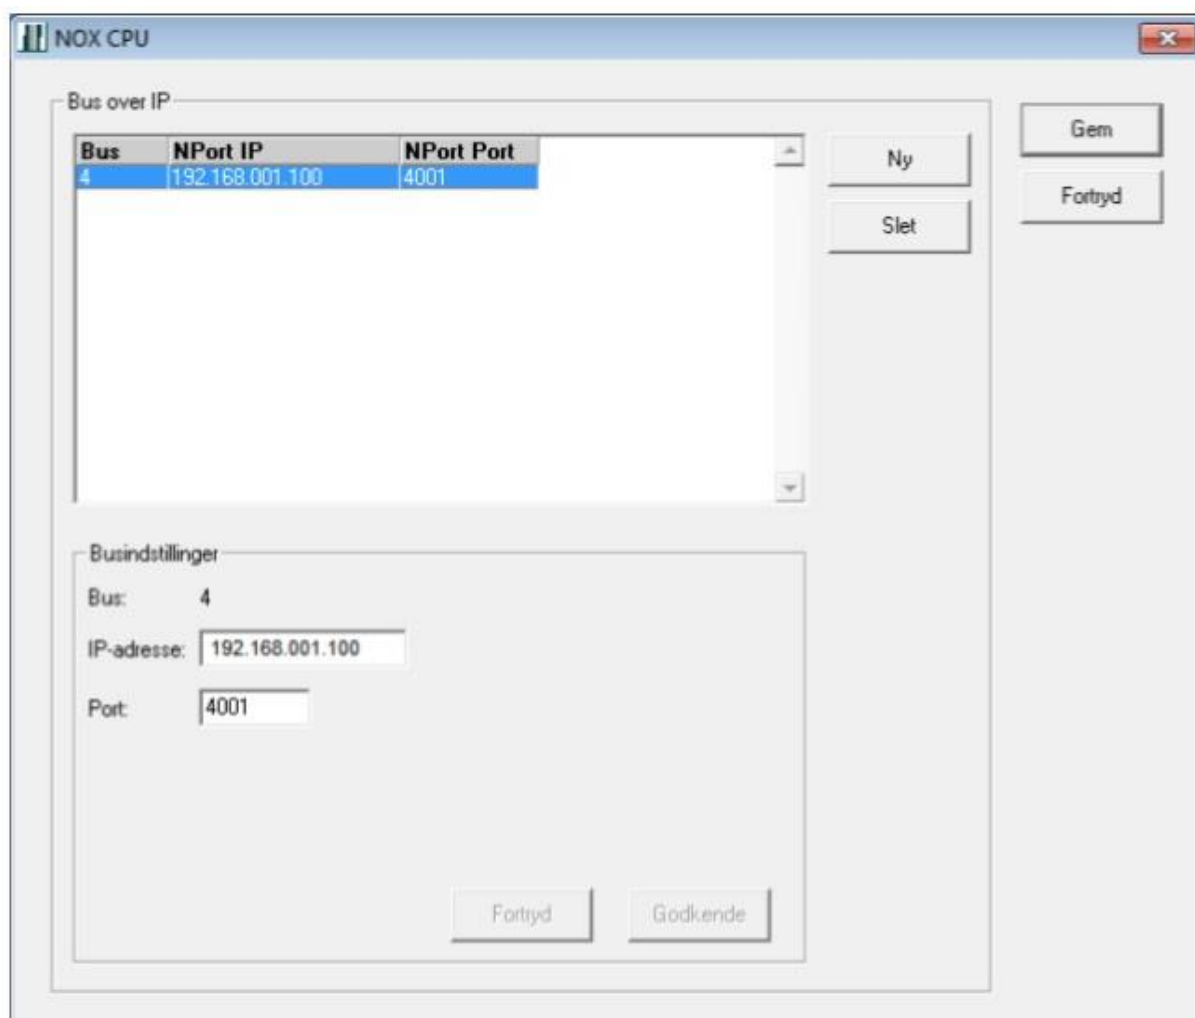 NOX CPU
Bus over IP
Bus NPort IP NPort Port
4 192.168.001.100 4001
Ny
Slet
Gem
Fortryd
Busindstillinger
Bus: 4
IP-adresse: 192.168.001.100
Port: 4001
Fortryd Godkende